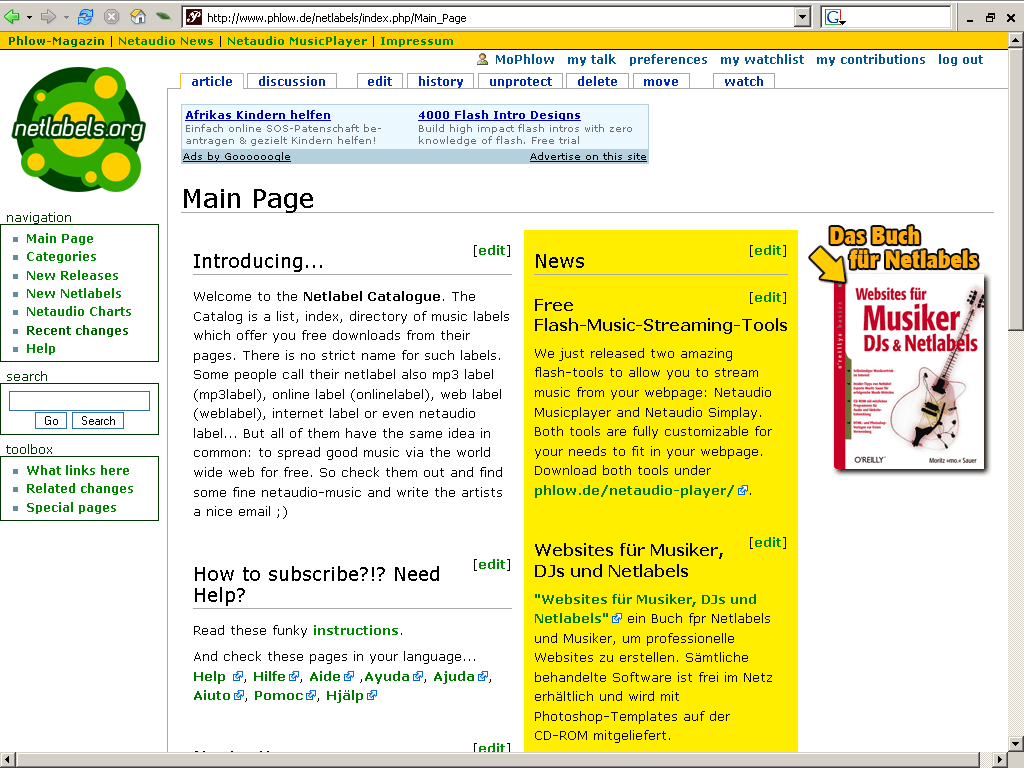 http://www.phlow.de/netlabels/index.php/Main_Page
Phlow-Magazin | Netaudio News | Netaudio MusicPlayer | Impressum
MoPhlow my talk preferences my watchlist my contributions log out
article discussion edit history unprotect delete move watch
netlabels.org
Afrikas Kindern helfen
Einfach online SOS-Patenschaft be-
antragen & gezielt Kindern helfen!
4000 Flash Intro Designs
Build high impact flash intros with zero
knowledge of flash. Free trial
Ads by Goooooogle
Advertise on this site
Main Page
navigation
Main Page
Categories
New Releases
New Netlabels
Netaudio Charts
Recent changes
Help
search
Go Search
toolbox
What links here
Related changes
Special pages
[edit]
Introducing...
Welcome to the Netlabel Catalogue. The
Catalog is a list, index, directory of music labels
which offer you free downloads from their
pages. There is no strict name for such labels.
Some people call their netlabel also mp3 label
(mp3label), online label (onlinelabel), web label
(weblabel), internet label or even netaudio
label... But all of them have the same idea in
common: to spread good music via the world
wide web for free. So check them out and find
some fine netaudio-music and write the artists
a nice email ;)
[edit]
How to subscribe?!? Need
Help?
Read these funky instructions.
And check these pages in your language...
Help , Hilfe, Aide ,Ayuda, Ajuda,
Aiuto, Pomoc, Hjälp
[edit]
[edit]
News
[edit]
Free
Flash-Music-Streaming-Tools
We just released two amazing
flash-tools to allow you to stream
music from your webpage: Netaudio
Musicplayer and Netaudio Simplay.
Both tools are fully customizable for
your needs to fit in your webpage.
Download both tools under
phlow.de/netaudio-player/.
[edit]
Websites für Musiker,
DJs und Netlabels
"Websites für Musiker, DJs und
Netlabels" ein Buch fpr Netlabels
und Musiker, um professionelle
Websites zu erstellen. Sämtliche
behandelte Software ist frei im Netz
erhältlich und wird mit
Photoshop-Templates auf der
CD-ROM mitgeliefert.
Das Buch
für Netlabels
Websites für
Musiker
DJs & Netlabels
O'REILLY
Moritz »mo.« Sauer